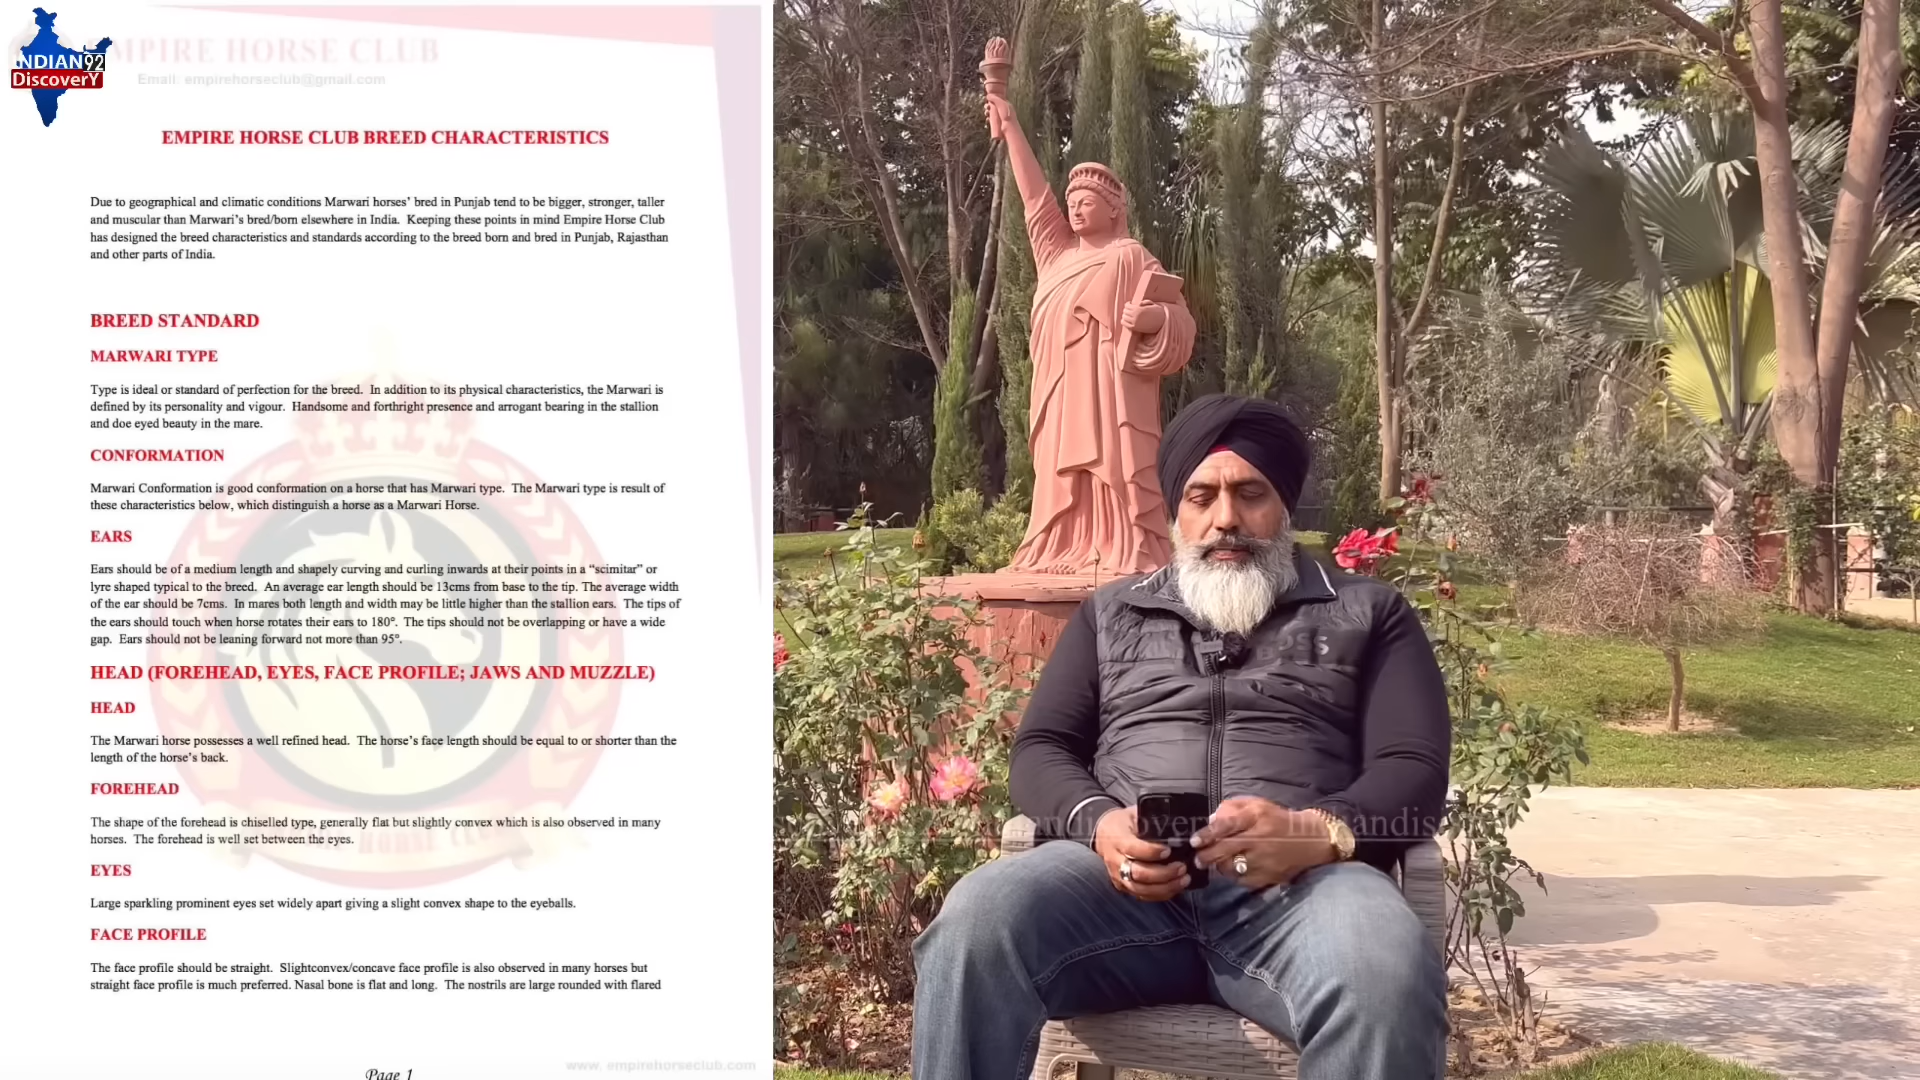 INDIAN92
DiscoverY
EMPIRE HORSE CLUB
Email: empirehorseclub@gmail.com
EMPIRE HORSE CLUB BREED CHARACTERISTICS
Due to geographical and climatic conditions Marwari horses’ bred in Punjab tend to be bigger, stronger, taller
and muscular than Marwari’s bred/born elsewhere in India. Keeping these points in mind Empire Horse Club
has designed the breed characteristics and standards according to the breed born and bred in Punjab, Rajasthan
and other parts of India.
BREED STANDARD
MARWARI TYPE
Type is ideal or standard of perfection for the breed. In addition to its physical characteristics, the Marwari is
defined by its personality and vigour. Handsome and forthright presence and arrogant bearing in the stallion
and doe eyed beauty in the mare.
CONFORMATION
Marwari Conformation is good conformation on a horse that has Marwari type. The Marwari type is result of
these characteristics below, which distinguish a horse as a Marwari Horse.
EARS
Ears should be of a medium length and shapely curving and curling inwards at their points in a “scimitar” or
lyre shaped typical to the breed. An average ear length should be 13cms from base to the tip. The average width
of the ear should be 7cms. In mares both length and width may be little higher than the stallion ears. The tips of
the ears should touch when horse rotates their ears to 180°. The tips should not be overlapping or have a wide
gap. Ears should not be leaning forward not more than 95°.
HEAD (FOREHEAD, EYES, FACE PROFILE; JAWS AND MUZZLE)
HEAD
The Marwari horse possesses a well refined head. The horse’s face length should be equal to or shorter than the
length of the horse’s back.
FOREHEAD
The shape of the forehead is chiselled type, generally flat but slightly convex which is also observed in many
horses. The forehead is well set between the eyes.
EYES
Large sparkling prominent eyes set widely apart giving a slight convex shape to the eyeballs.
FACE PROFILE
The face profile should be straight. Slightconvex/concave face profile is also observed in many horses but
straight face profile is much preferred. Nasal bone is flat and long. The nostrils are large rounded with flared
www. empirehorseclub.com
Page 1